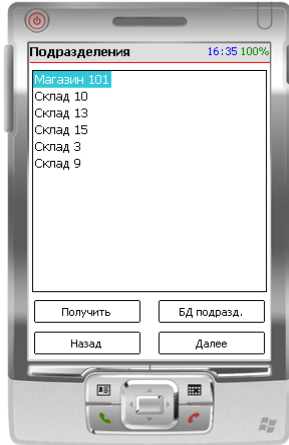 Подразделения 16:35 100%
Магазин 101
Склад 10
Склад 13
Склад 15
Склад 3
Склад 9
Получить БД подразд.
Назад Далее